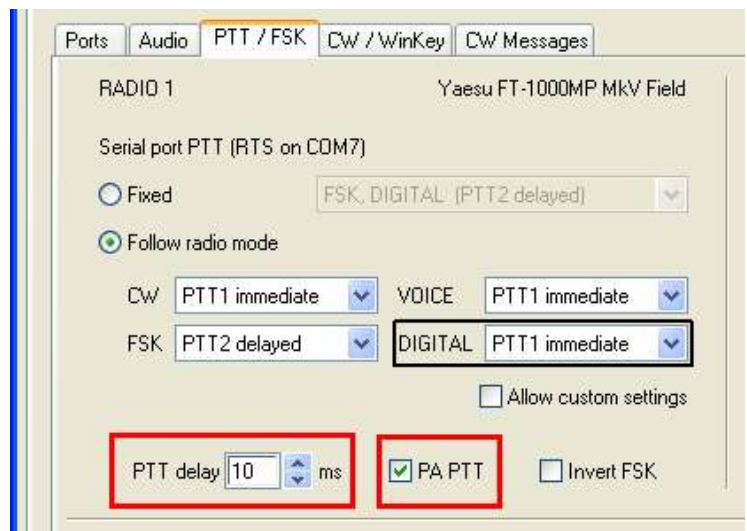 Ports Audio PTT / FSK CW / WinKey CW Messages
RADIO 1 Yaesu FT-1000MP MkV Field
Serial port PTT (RTS on COM7)
Fixed FSK, DIGITAL (PTT2 delayed)
Follow radio mode
CW PTT1 immediate VOICE PTT1 immediate
FSK PTT2 delayed DIGITAL PTT1 immediate
Allow custom settings
PTT delay 10 ms PA PTT Invert FSK